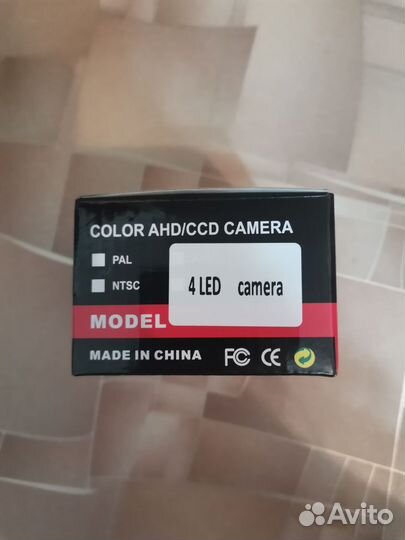 COLOR AHD/CCD CAMERA
PAL
NTSC
4 LED camera
MODEL
MADE IN CHINA FC CE
Avito